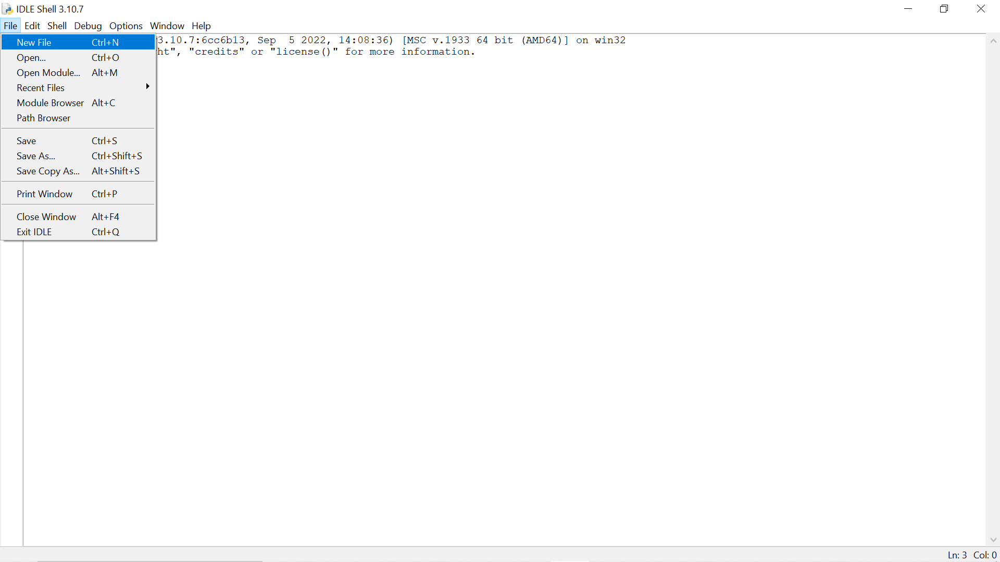 IDLE Shell 3.10.7
File Edit Shell Debug Options Window Help
3.10.7:6cc6b13, Sep  5 2022, 14:08:36) [MSC v.1933 64 bit (AMD64)] on win32
ht", "credits" or "license()" for more information.
New File Ctrl+N
Open... Ctrl+O
Open Module... Alt+M
Recent Files
Module Browser Alt+C
Path Browser
Save Ctrl+S
Save As... Ctrl+Shift+S
Save Copy As... Alt+Shift+S
Print Window Ctrl+P
Close Window Alt+F4
Exit IDLE Ctrl+Q
Ln: 3 Col: 0